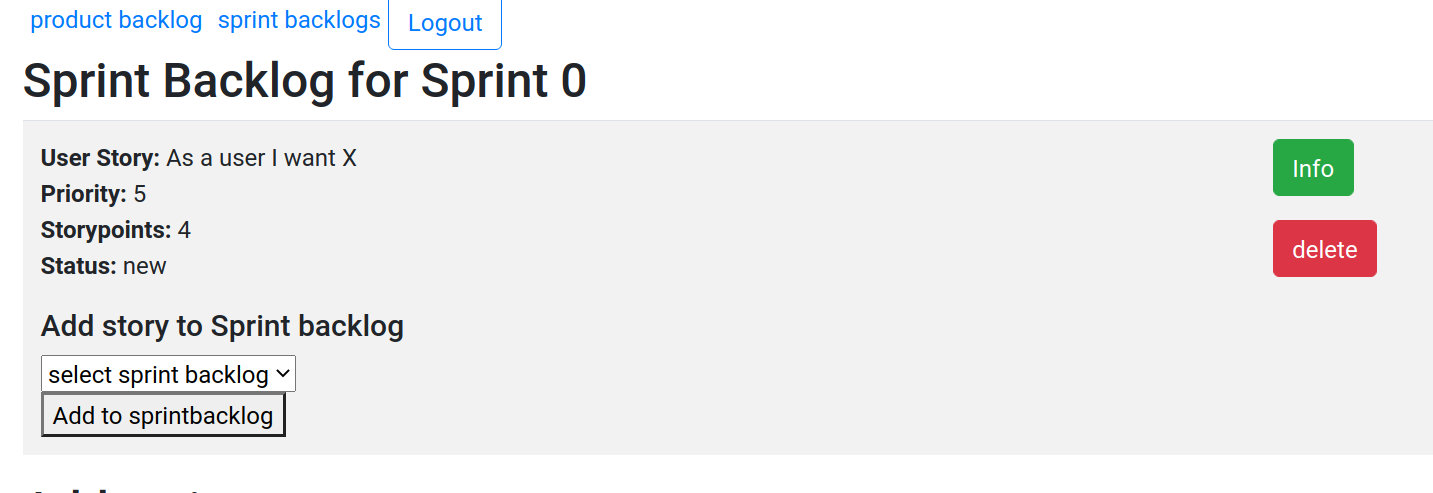 product backlog sprint backlogs Logout
Sprint Backlog for Sprint 0
User Story: As a user I want X
Info
Priority: 5
Storypoints: 4
delete
Status: new
Add story to Sprint backlog
select sprint backlog
Add to sprintbacklog